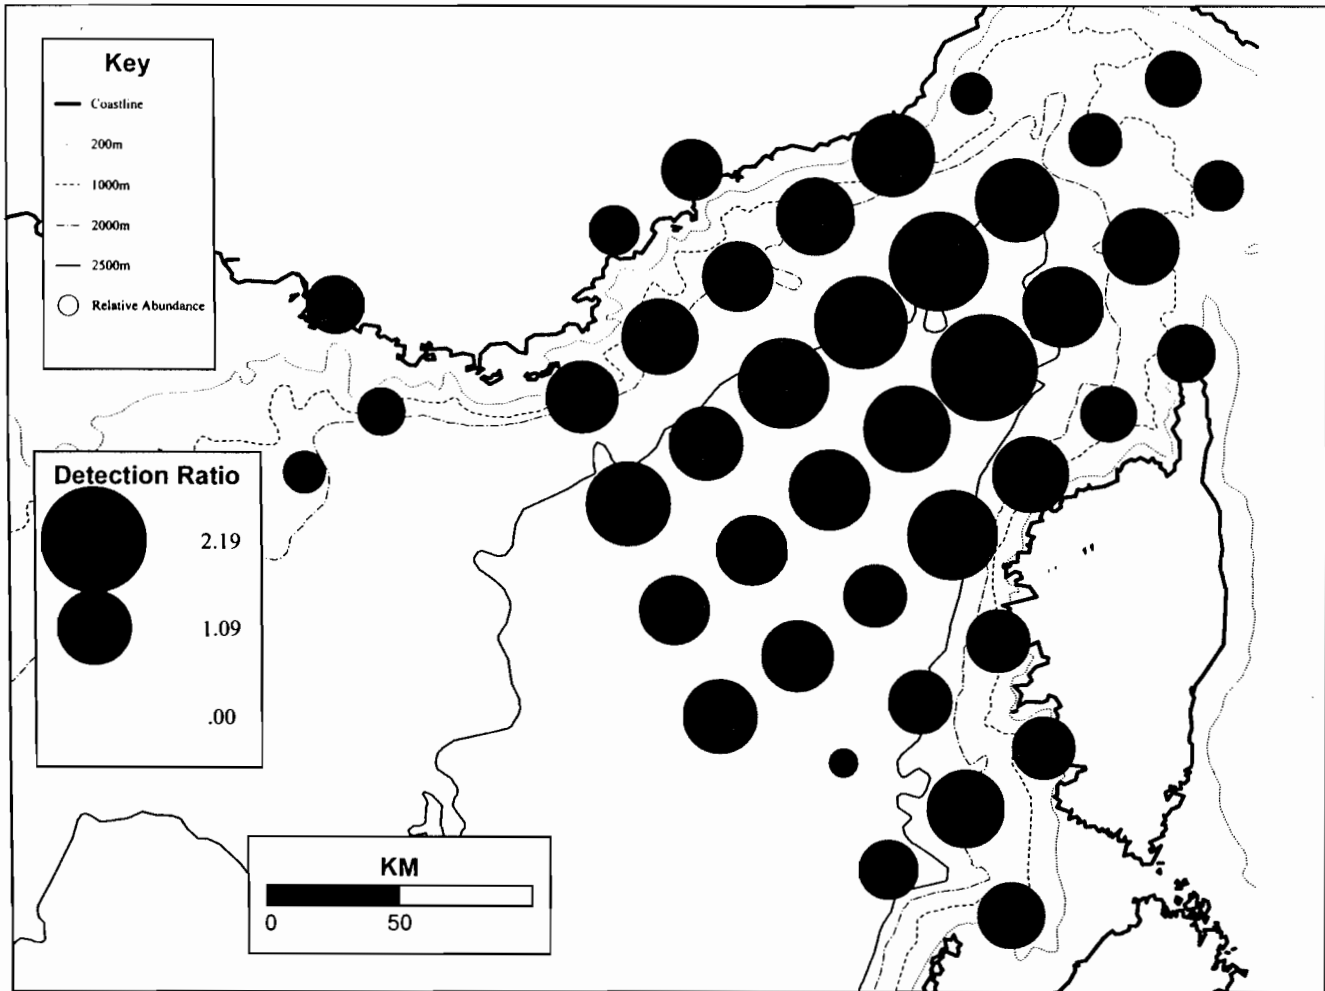 Key
Coastline
200m
1000m
2000m
2500m
Relative Abundance
Detection Ratio
2.19
1.09
.00
KM
0 50